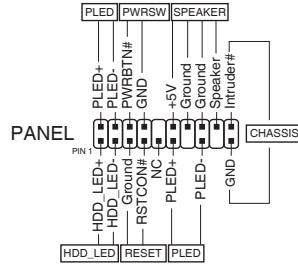 PLED PWRSW SPEAKER
PLED+
PLED-
PWRBTN#
GND
+5V
Ground
Ground
Speaker
Intruder#
PANEL
PIN 1
CHASSIS
HDD_LED+
HDD_LED-
Ground
RSTCON#
NC
PLED+
PLED-
GND
HDD_LED RESET PLED